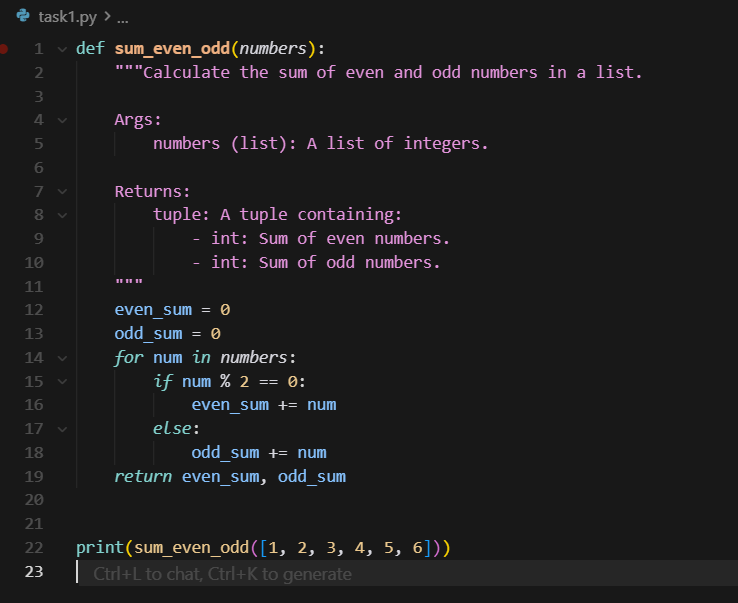 task1.py > ...
1 def sum_even_odd(numbers):
2     """Calculate the sum of even and odd numbers in a list.
3
4     Args:
5         numbers (list): A list of integers.
6
7     Returns:
8         tuple: A tuple containing:
9             - int: Sum of even numbers.
10             - int: Sum of odd numbers.
11     """
12     even_sum = 0
13     odd_sum = 0
14     for num in numbers:
15         if num % 2 == 0:
16             even_sum += num
17         else:
18             odd_sum += num
19     return even_sum, odd_sum
20
21
22 print(sum_even_odd([1, 2, 3, 4, 5, 6]))
23 Ctrl+L to chat, Ctrl+K to generate